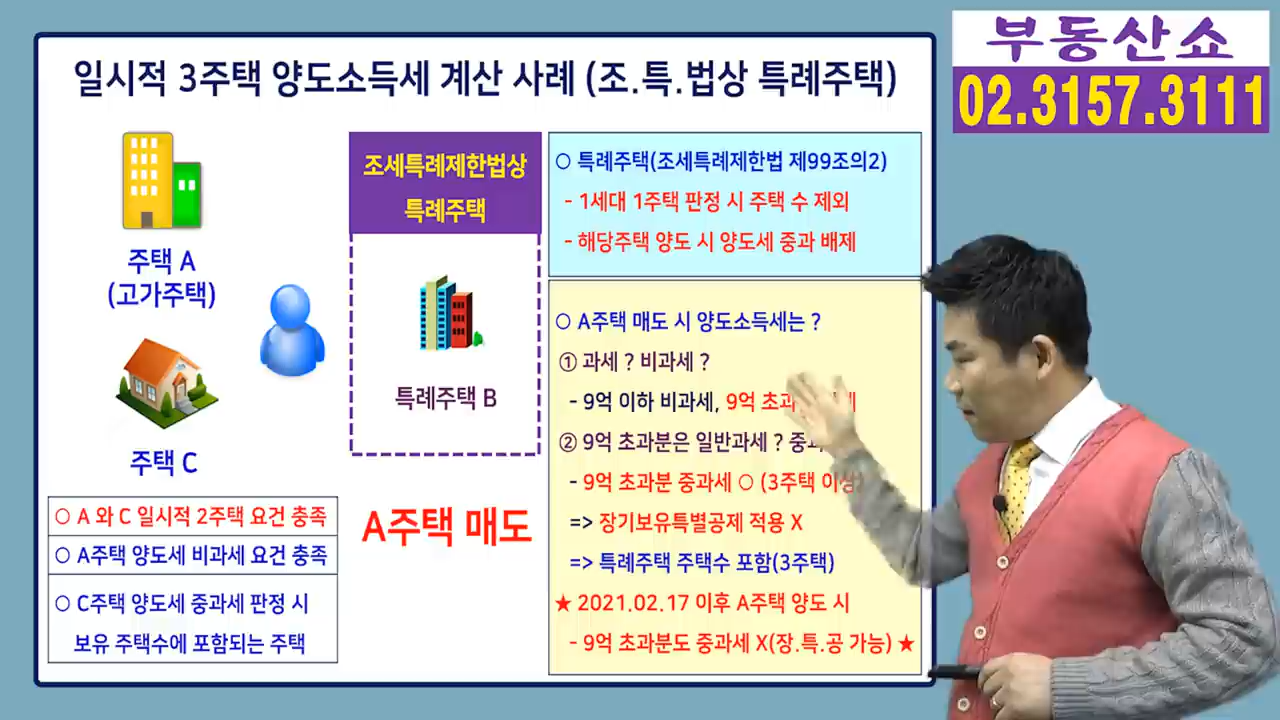 부동산쇼
02.3157.3111
일시적 3주택 양도소득세 계산 사례 (조.특.법상 특례주택)
주택 A
(고가주택)
주택 C
조세특례제한법상
특례주택
특례주택 B
A주택 매도
○ A 와 C 일시적 2주택 요건 충족
○ A주택 양도세 비과세 요건 충족
○ C주택 양도세 중과세 판정 시
보유 주택수에 포함되는 주택
○ 특례주택(조세특례제한법 제99조의2)
- 1세대 1주택 판정 시 주택 수 제외
- 해당주택 양도 시 양도세 중과 배제
○ A주택 매도 시 양도소득세는 ?
① 과세 ? 비과세 ?
- 9억 이하 비과세, 9억
② 9억 초과분은 일반과세 ?
- 9억 초과분 중과세 ○ (3주택 이상)
=> 장기보유특별공제 적용 X
=> 특례주택 주택수 포함(3주택)
★ 2021.02.17 이후 A주택 양도 시
- 9억 초과분도 중과세 X(장.특.공 가능) ★